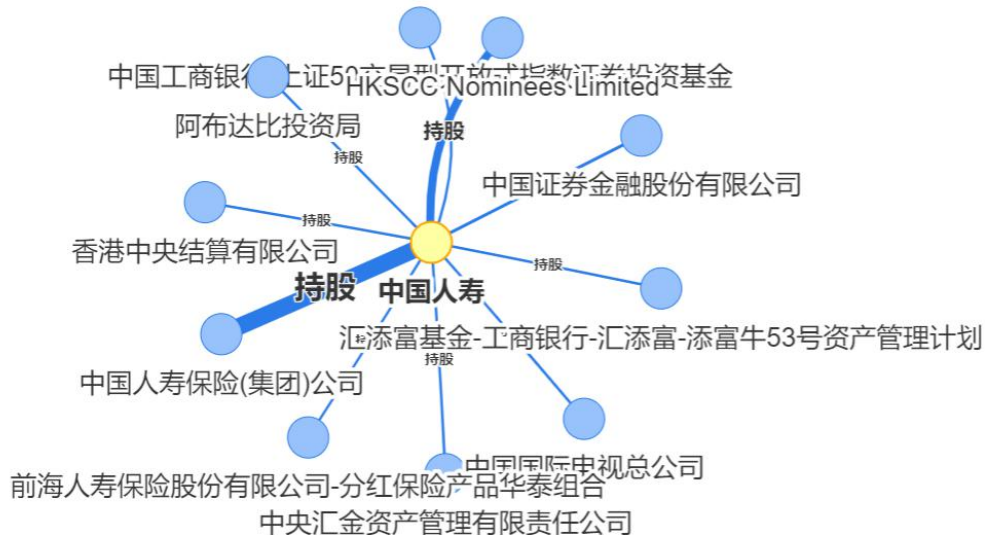 中国工商银行-上证50交易型开放式指数证券投资基金
HKSCC Nominees Limited
阿布达比投资局
持股
持股
中国证券金融股份有限公司
持股
香港中央结算有限公司
持股
持股
中国人寿
汇添富基金-工商银行-汇添富-添富牛53号资产管理计划
持股
中国人寿保险(集团)公司
中国国际电视总公司
前海人寿保险股份有限公司-分红保险产品华泰组合
中央汇金资产管理有限责任公司